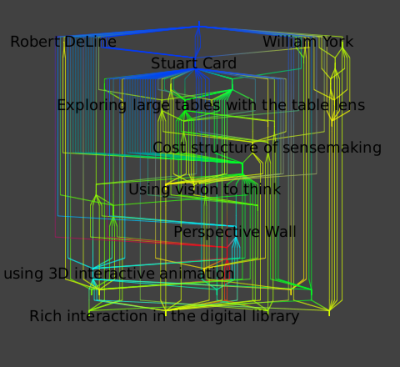 Robert DeLine
William York
Stuart Card
Exploring large tables with the table lens
Cost structure of sensemaking
Using vision to think
Perspective Wall
using 3D interactive animation
Rich interaction in the digital library